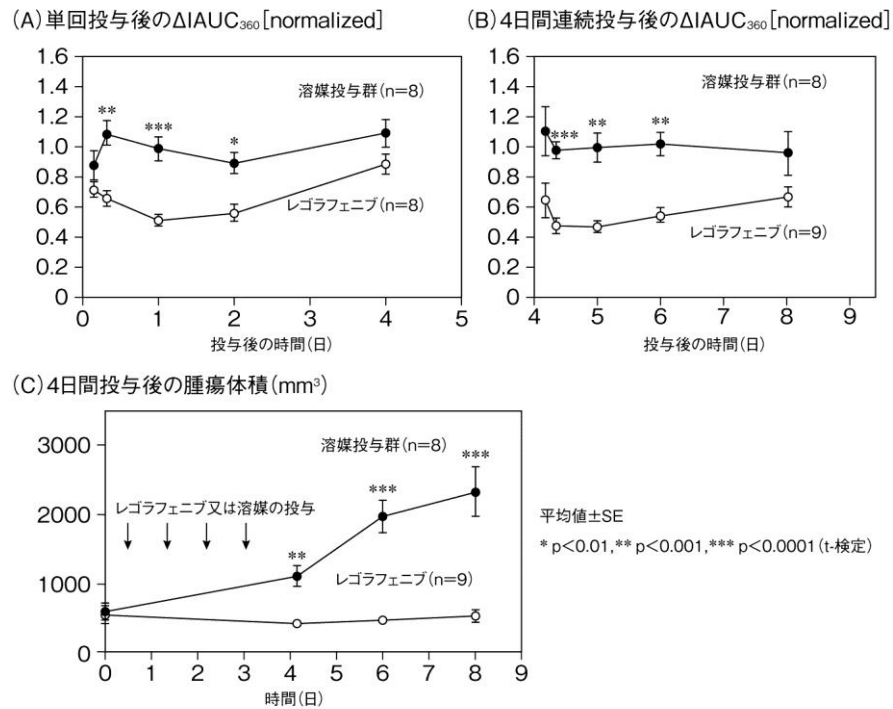 (A)単回投与後のΔIAUC₃₆₀[normalized]
1.6
1.4
1.2
1.0
0.8
0.6
0.4
0.2
0
溶媒投与群(n=8)
**
***
*
レゴラフェニブ(n=8)
0 1 2 3 4 5
投与後の時間(日)
(B)4日間連続投与後のΔIAUC₃₆₀[normalized]
1.6
1.4
1.2
1.0
0.8
0.6
0.4
0.2
0
溶媒投与群(n=8)
***
**
**
レゴラフェニブ(n=9)
4 5 6 7 8 9
投与後の時間(日)
(C)4日間投与後の腫瘍体積(mm³)
3000
2000
1000
0
溶媒投与群(n=8)
***
***
レゴラフェニブ又は溶媒の投与
**
レゴラフェニブ(n=9)
0 1 2 3 4 5 6 7 8 9
時間(日)
平均値±SE
* p<0.01,** p<0.001,*** p<0.0001(t-検定)